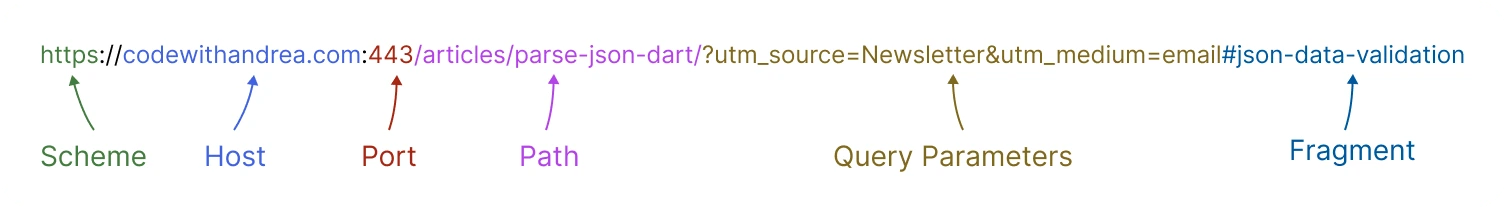 https://codewithandrea.com:443/articles/parse-json-dart/?utm_source=Newsletter&utm_medium=email#json-data-validation
Scheme Host Port Path Query Parameters Fragment